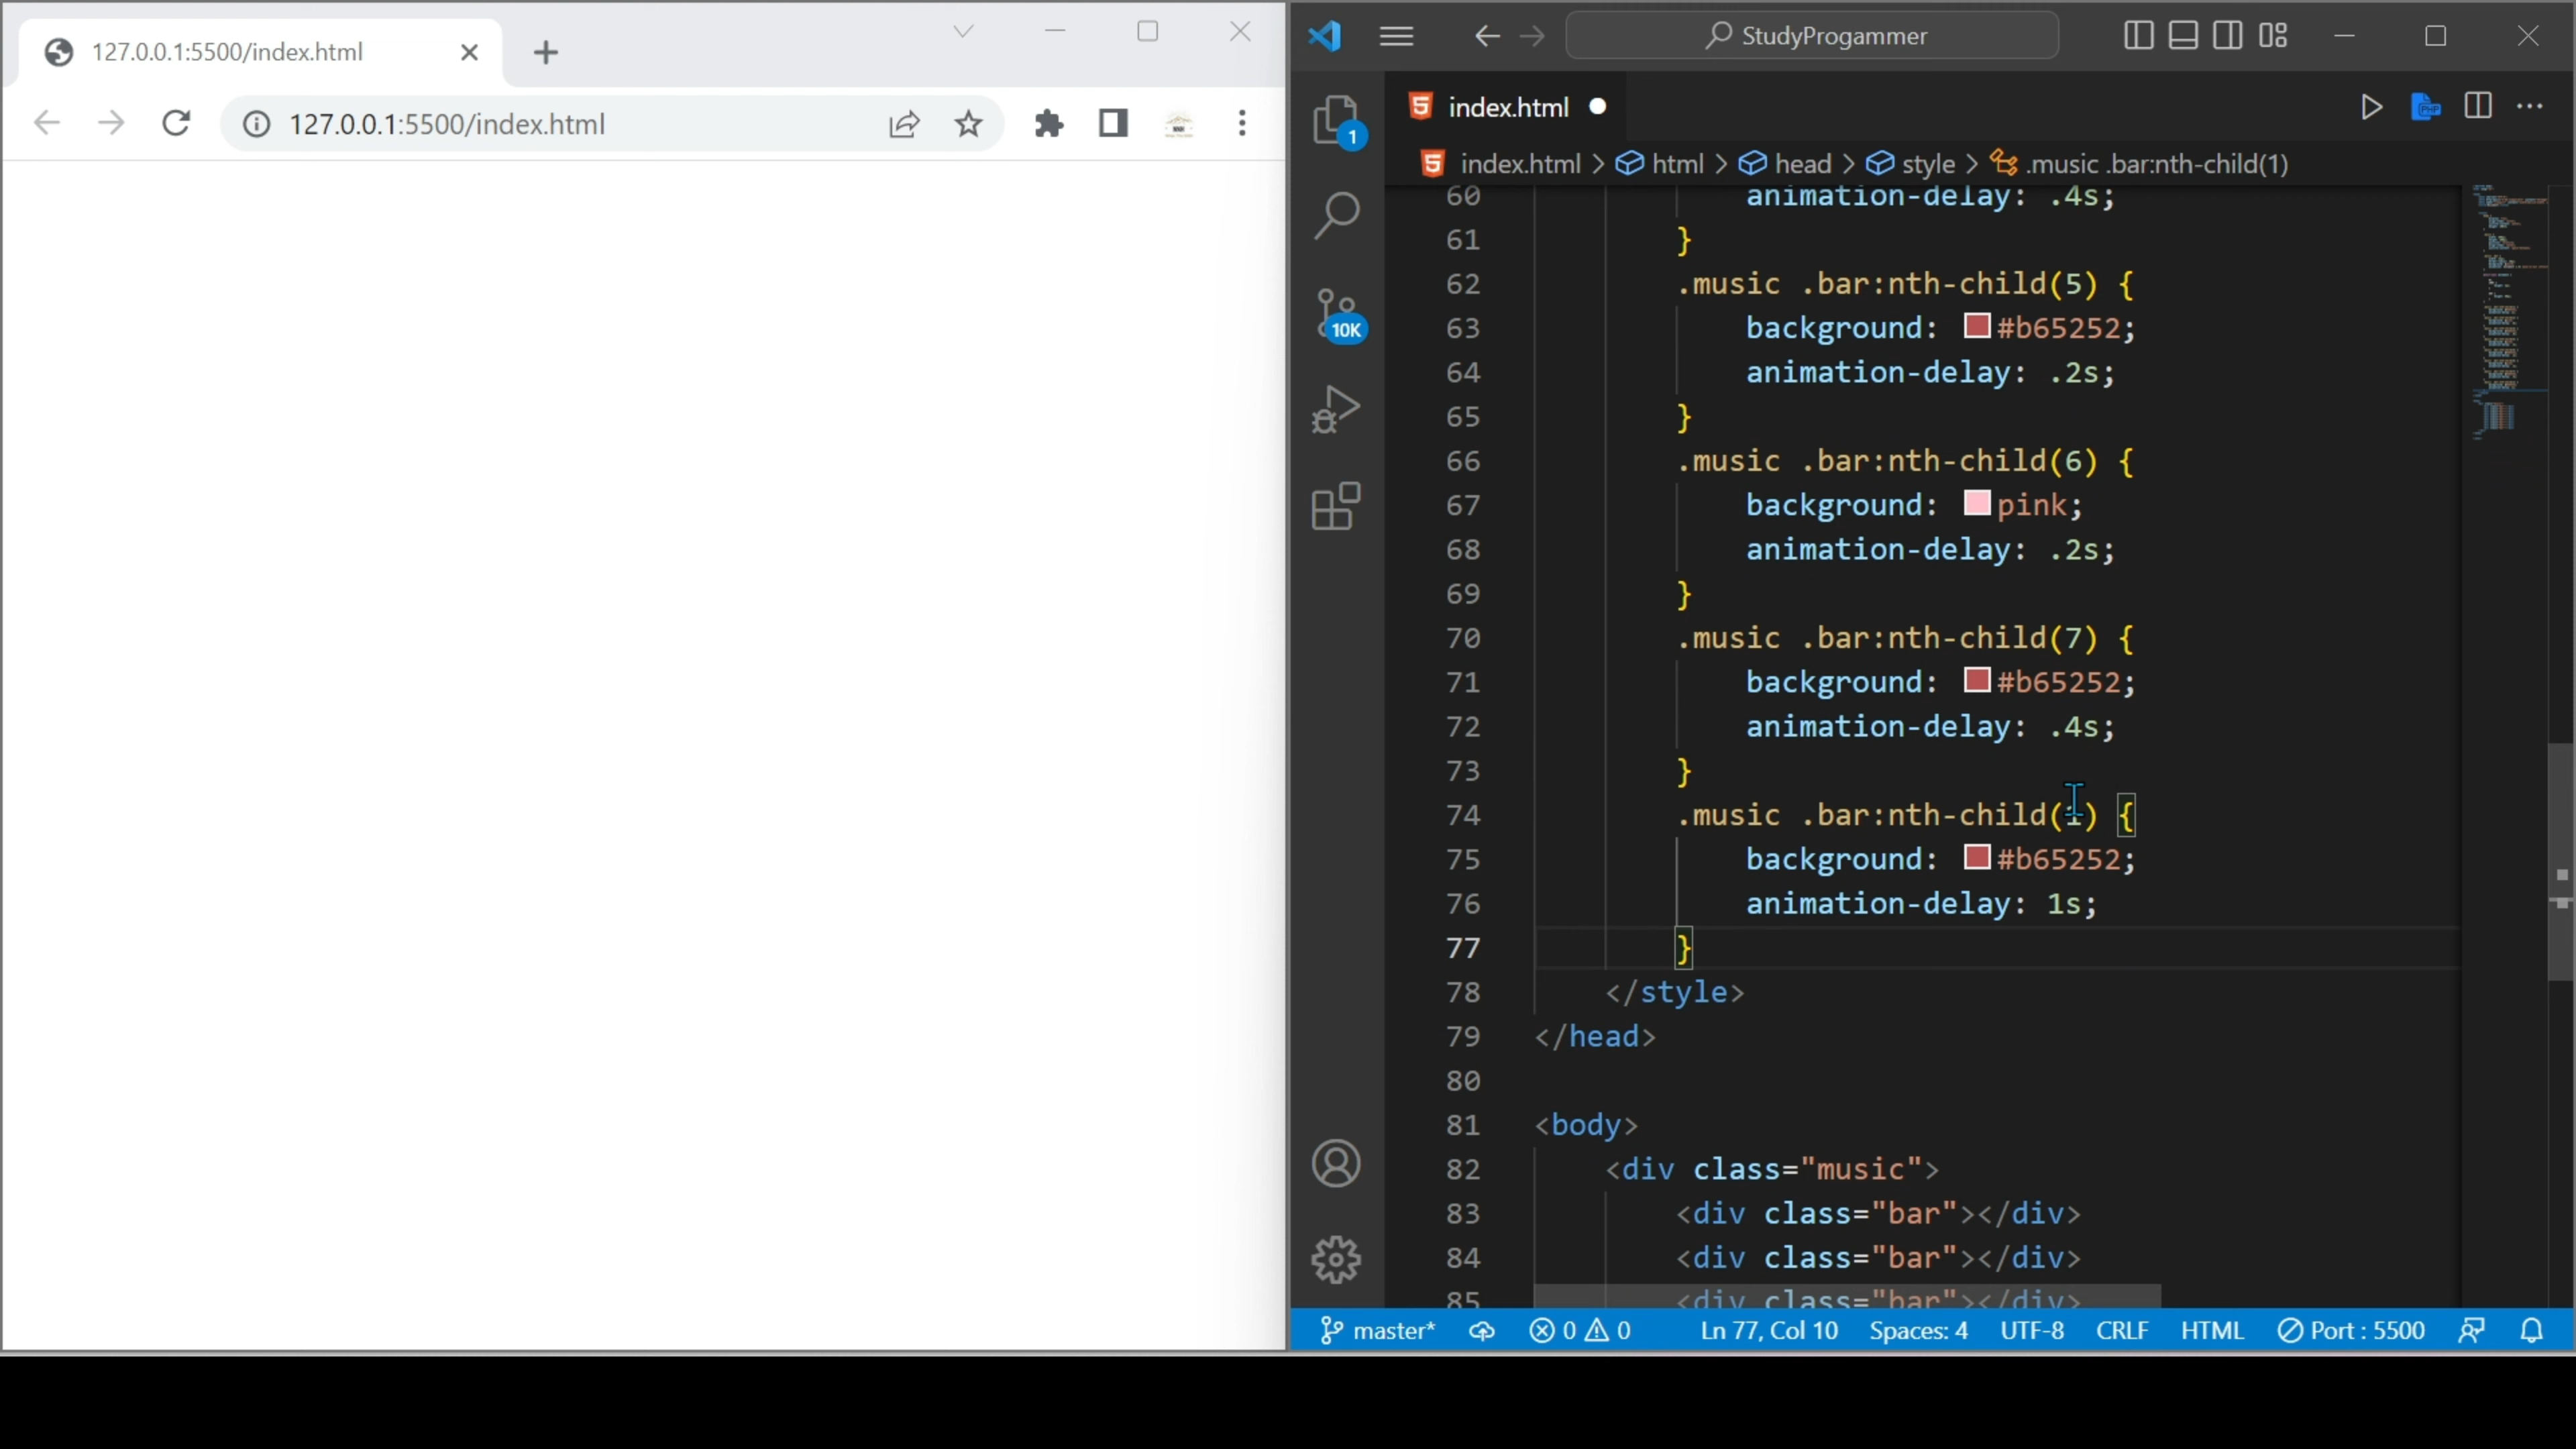 127.0.0.1:5500/index.html
127.0.0.1:5500/index.html
StudyProgammer
index.html
index.html > html > head > style > .music .bar:nth-child(1)
1
10K
60 animation-delay: .4s;
61 }
62 .music .bar:nth-child(5) {
63 background: #b65252;
64 animation-delay: .2s;
65 }
66 .music .bar:nth-child(6) {
67 background: pink;
68 animation-delay: .2s;
69 }
70 .music .bar:nth-child(7) {
71 background: #b65252;
72 animation-delay: .4s;
73 }
74 .music .bar:nth-child(1) {
75 background: #b65252;
76 animation-delay: 1s;
77 }
78 </style>
79 </head>
80
81 <body>
82 <div class="music">
83 <div class="bar"></div>
84 <div class="bar"></div>
85 <div class="bar"></div>
master* 0 0 Ln 77, Col 10 Spaces: 4 UTF-8 CRLF HTML Port : 5500